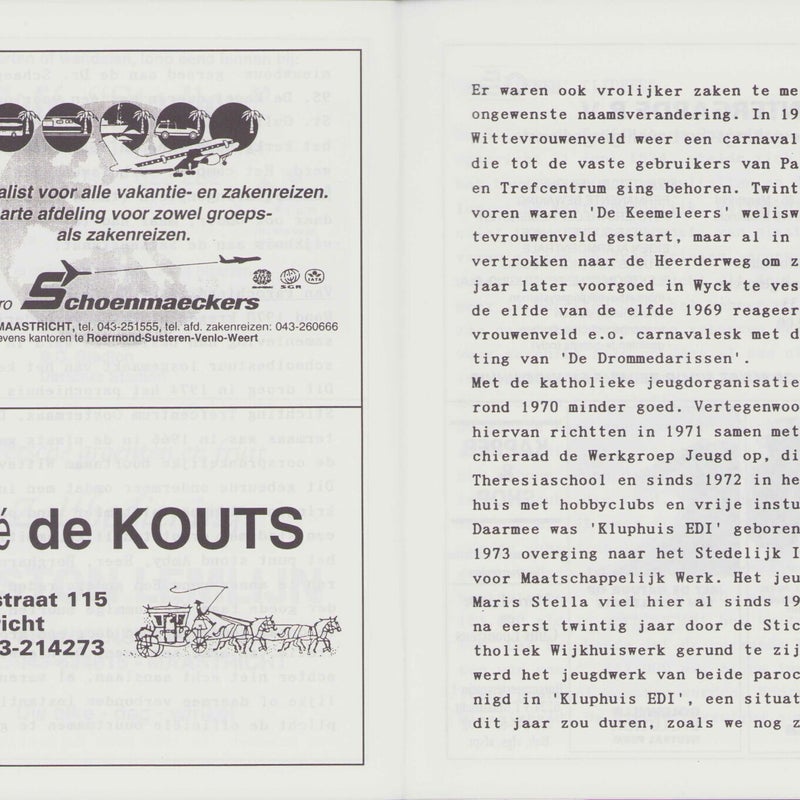 alist voor alle vakantie- en zakenreizen.
arte afdeling voor zowel groeps-
als zakenreizen.
ro Schoenmaeckers
SGR
IATA
MAASTRICHT, tel. 043-251555, tel. afd. zakenreizen: 043-260666
evens kantoren te Roermond-Susteren-Venlo-Weert
é de KOUTS
straat 115
richt
3-214273
Er waren ook vrolijker zaken te me
ongewenste naamsverandering. In 19
Wittevrouwenveld weer een carnaval
die tot de vaste gebruikers van Pa
en Trefcentrum ging behoren. Twint
voren waren 'De Keemeleers' welisw
tevrouwenveld gestart, maar al in
vertrokken naar de Heerderweg om z
jaar later voorgoed in Wyck te ves
de elfde van de elfde 1969 reageer
vrouwenveld e.o. carnavalesk met d
ting van 'De Drommedarissen'.
Met de katholieke jeugdorganisatie
rond 1970 minder goed. Vertegenwoo
hiervan richtten in 1971 samen met
chieraad de Werkgroep Jeugd op, di
Theresiaschool en sinds 1972 in he
huis met hobbyclubs en vrije instu
Daarmee was 'Kluphuis EDI' geboren
1973 overging naar het Stedelijk I
voor Maatschappelijk Werk. Het jeu
Maris Stella viel hier al sinds 19
na eerst twintig jaar door de Stic
tholiek Wijkhuiswerk gerund te zij
werd het jeugdwerk van beide paroc
nigd in 'Kluphuis EDI', een situat
dit jaar zou duren, zoals we nog z